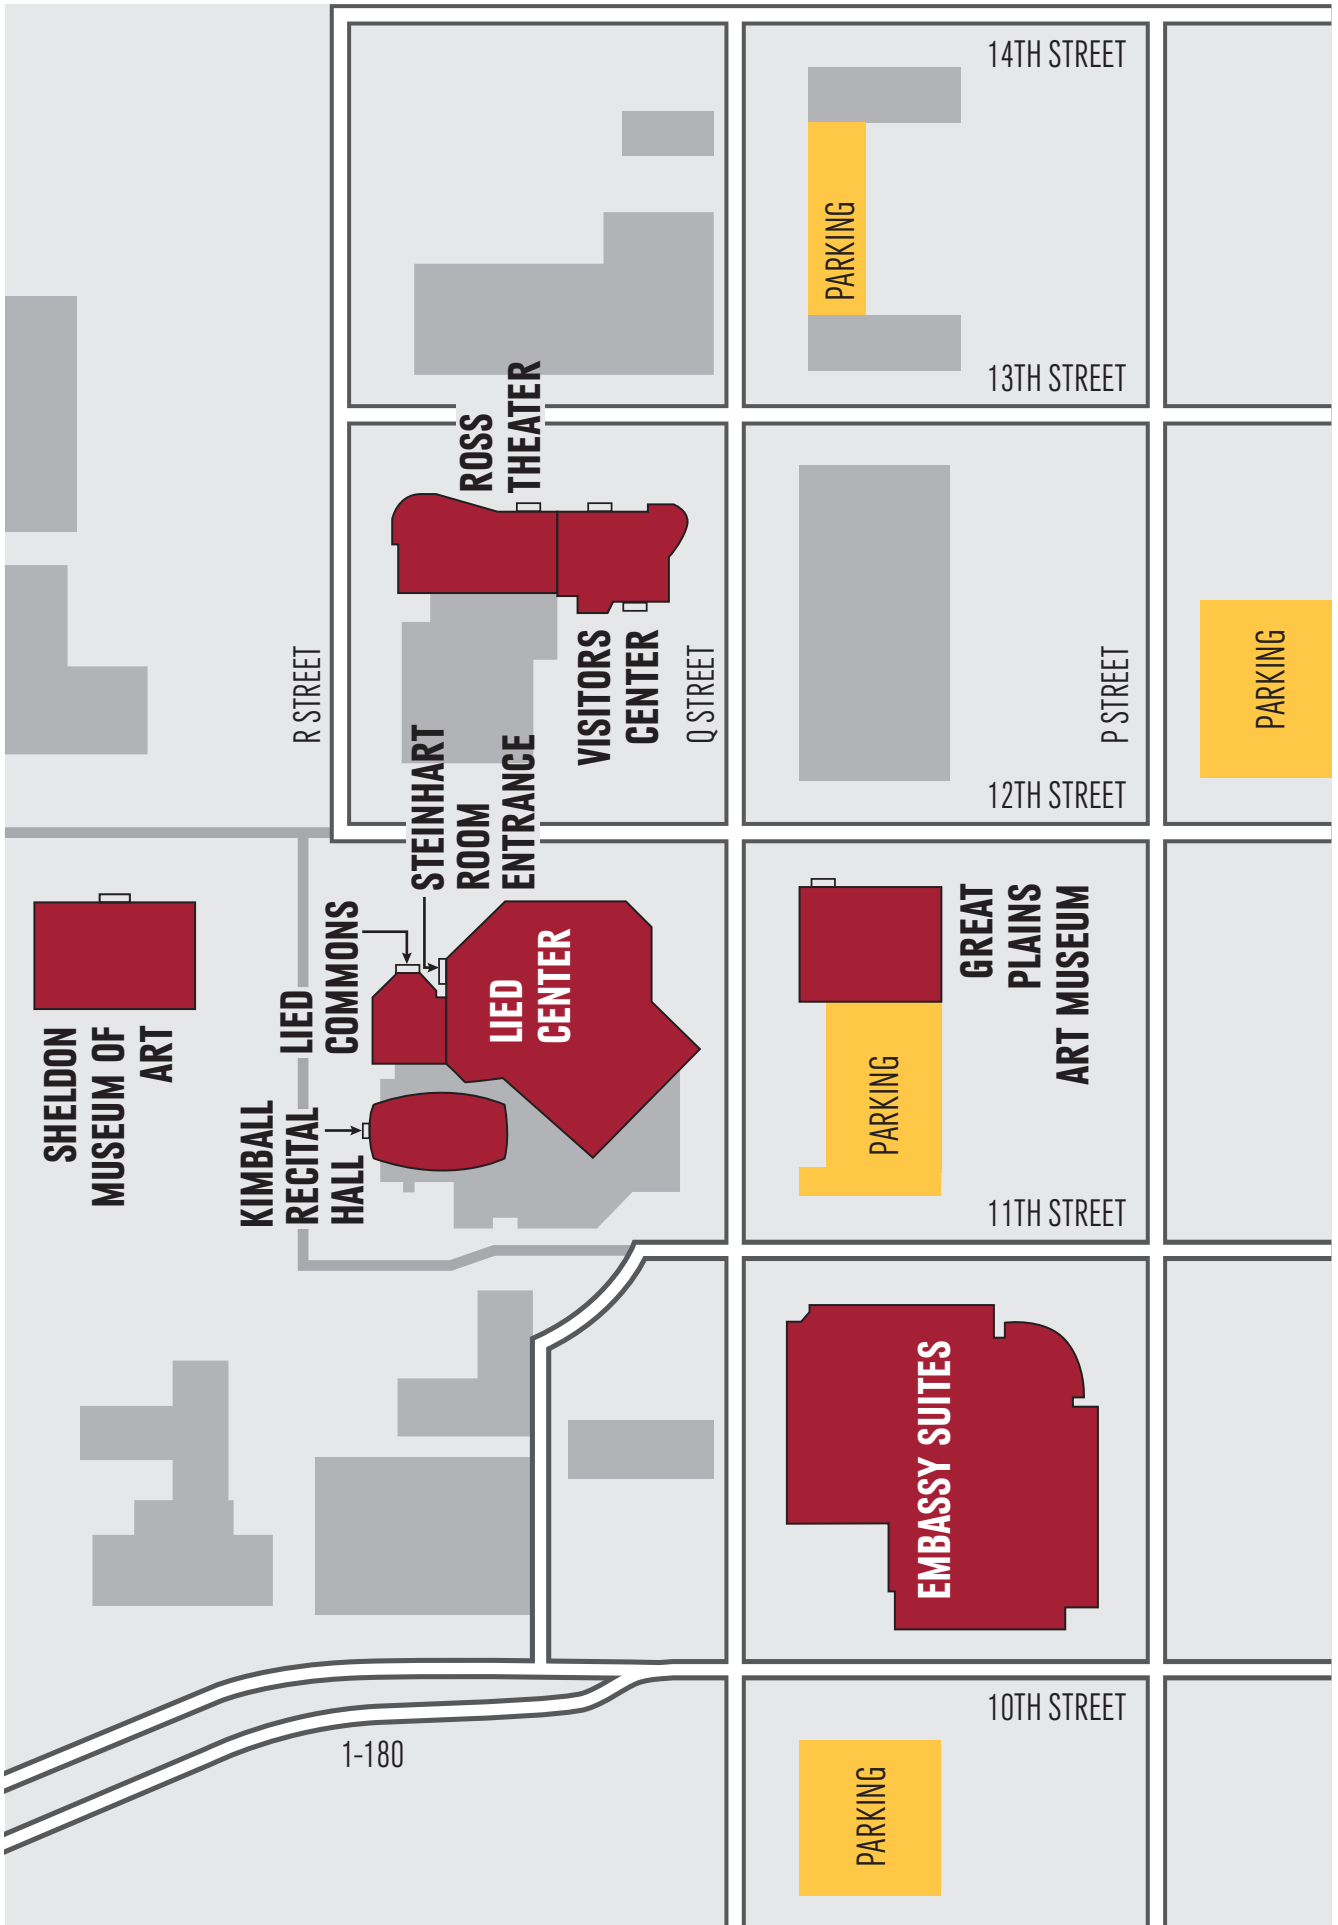 14TH STREET
PARKING
13TH STREET
ROSS
THEATER
R STREET
VISITORS
CENTER
Q STREET
P STREET
PARKING
12TH STREET
STEINHART
ROOM
ENTRANCE
LIED
COMMONS
LIED
CENTER
GREAT
PLAINS
ART MUSEUM
SHELDON
MUSEUM OF
ART
KIMBALL
RECITAL
HALL
PARKING
11TH STREET
EMBASSY SUITES
10TH STREET
1-180
PARKING